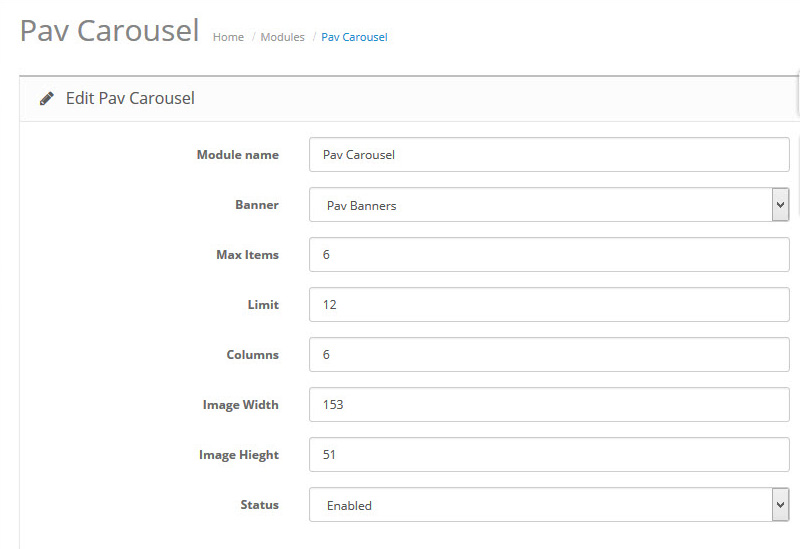 Pav Carousel Home / Modules / Pav Carousel
Edit Pav Carousel
Module name Pav Carousel
Banner Pav Banners
Max Items 6
Limit 12
Columns 6
Image Width 153
Image Hieght 51
Status Enabled